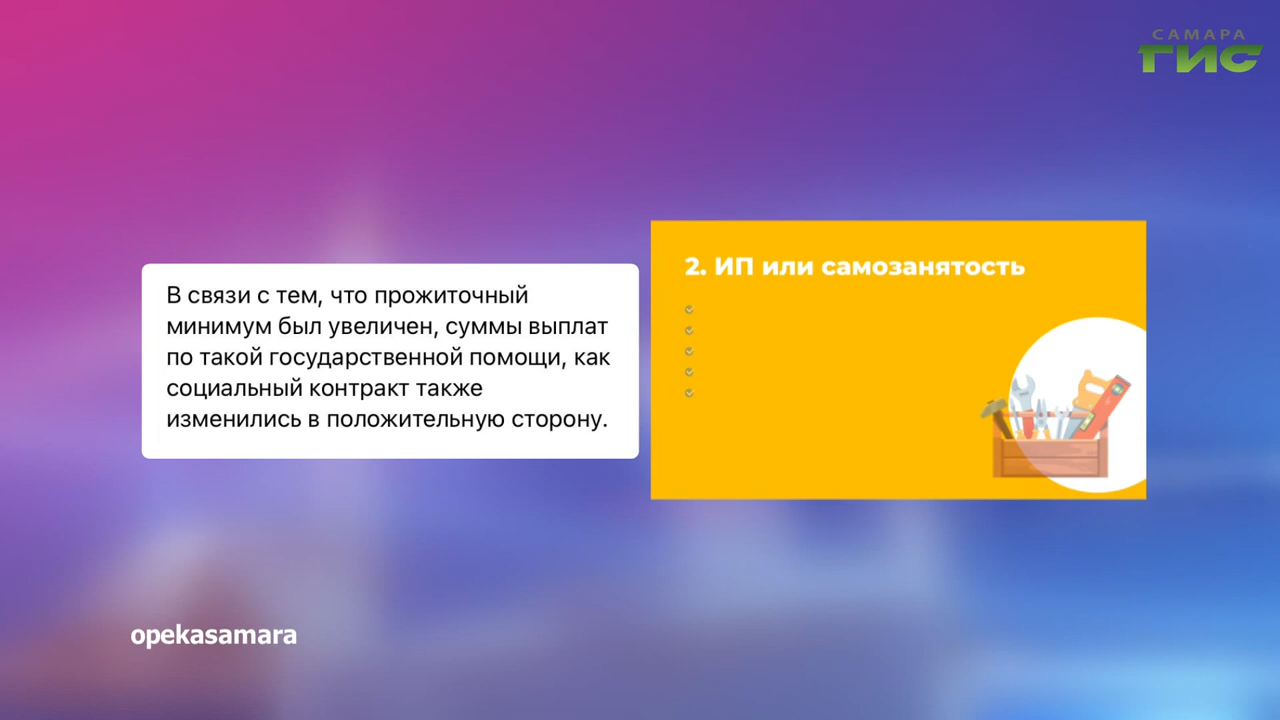 САМАРА
ГИС
В связи с тем, что прожиточный
минимум был увеличен, суммы выплат
по такой государственной помощи, как
социальный контракт также
изменились в положительную сторону.
2. ИП или самозанятость
opekasamara